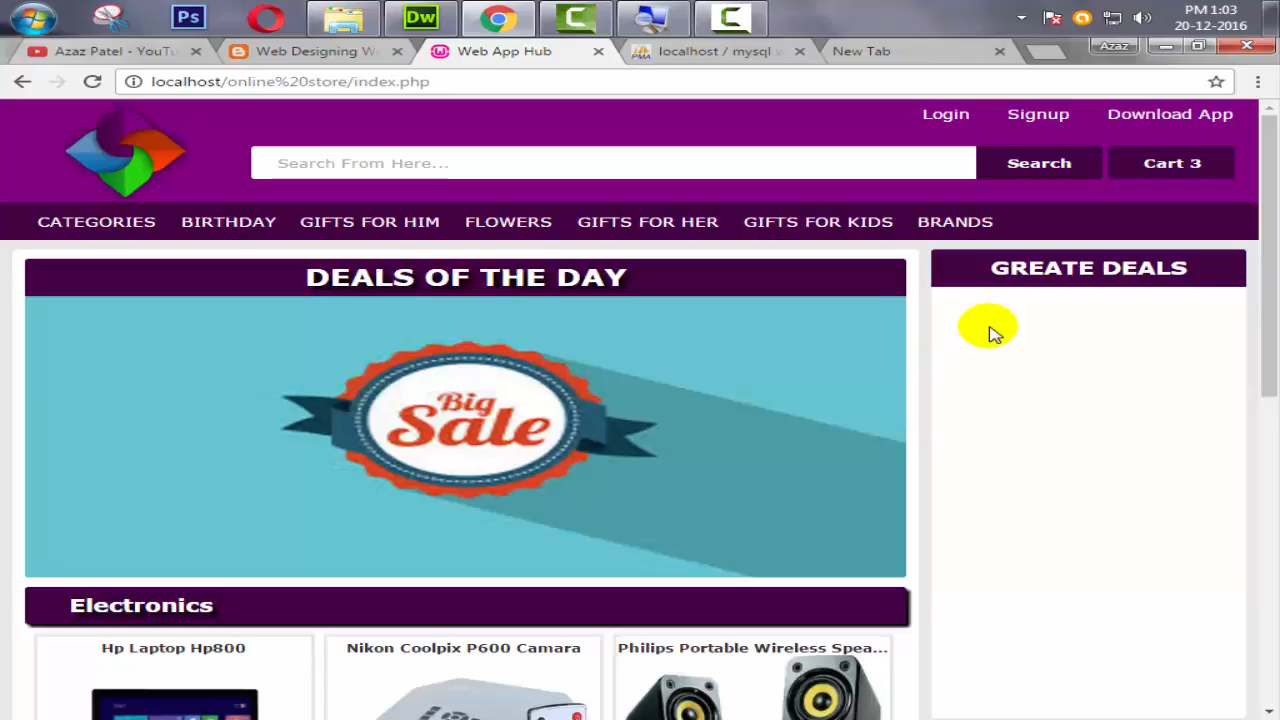 Ps
Dw
PM 1:03
20-12-2016
Azaz Patel - YouTu
Web Designing W
Web App Hub
PMA
localhost / mysql
New Tab
Azaz
localhost/online%20store/index.php
Login
Signup
Download App
Search From Here...
Search
Cart 3
CATEGORIES
BIRTHDAY
GIFTS FOR HIM
FLOWERS
GIFTS FOR HER
GIFTS FOR KIDS
BRANDS
DEALS OF THE DAY
GREATE DEALS
Big
Sale
Electronics
Hp Laptop Hp800
Nikon Coolpix P600 Camara
Philips Portable Wireless Spea...